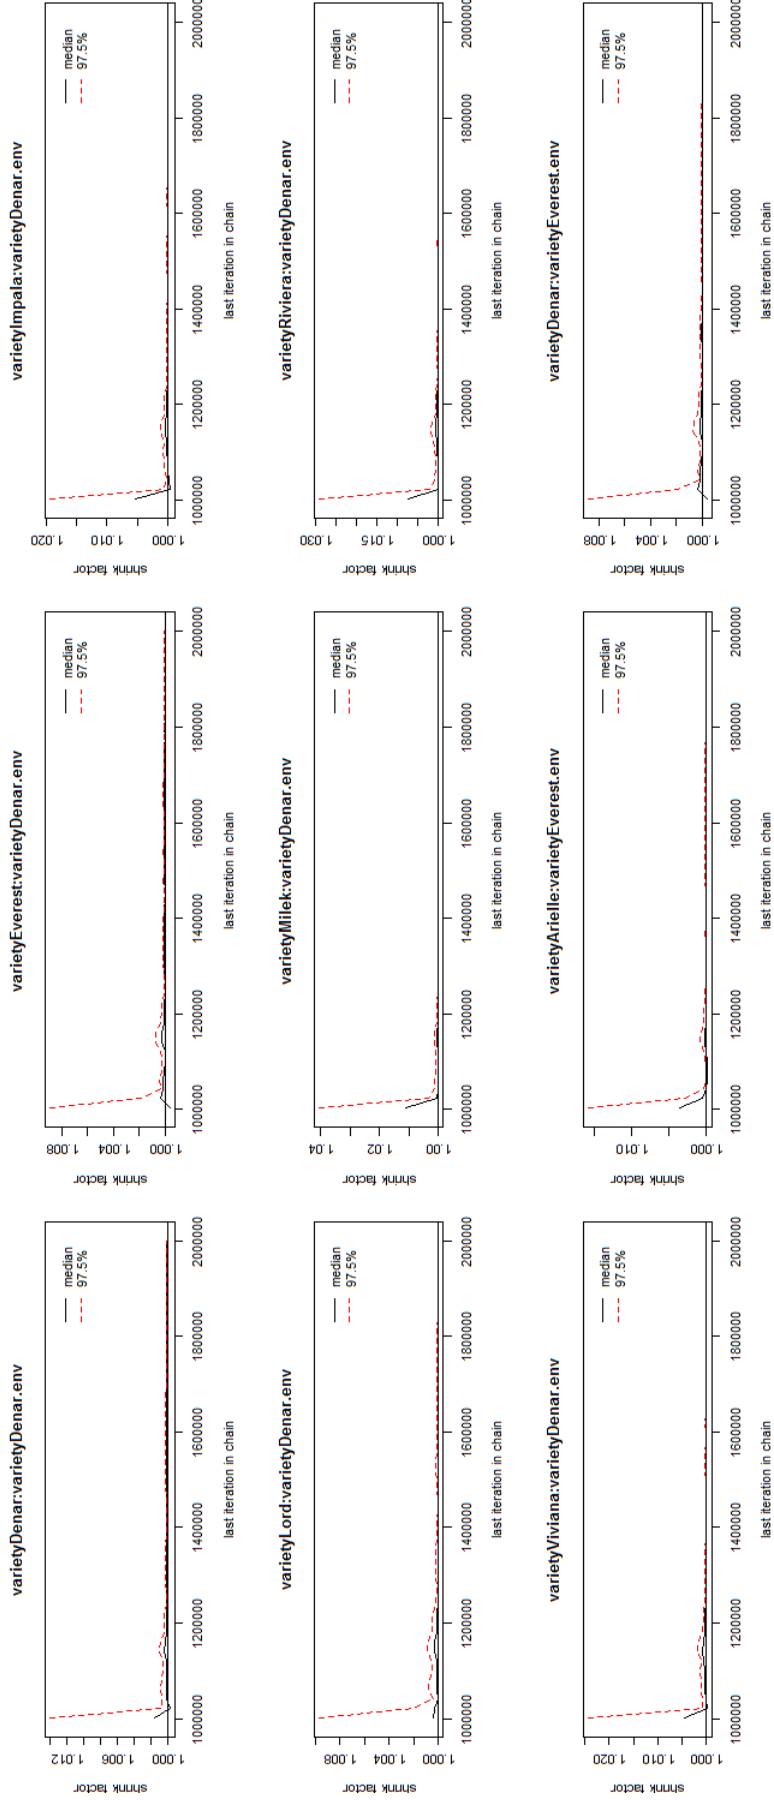 varietyDenar:varietyDenar.env
median
97.5%
shrink factor
1.012
1.006
1.000
1000000 1200000 1400000 1600000 1800000 2000000
last iteration in chain
varietyEverest:varietyDenar.env
median
97.5%
shrink factor
1.008
1.004
1.000
1000000 1200000 1400000 1600000 1800000 2000000
last iteration in chain
varietyImpala:varietyDenar.env
median
97.5%
shrink factor
1.020
1.010
1.000
1000000 1200000 1400000 1600000 1800000 2000000
last iteration in chain
varietyLord:varietyDenar.env
median
97.5%
shrink factor
1.008
1.004
1.000
1000000 1200000 1400000 1600000 1800000 2000000
last iteration in chain
varietyMilek:varietyDenar.env
median
97.5%
shrink factor
1.04
1.02
1.00
1000000 1200000 1400000 1600000 1800000 2000000
last iteration in chain
varietyRiviera:varietyDenar.env
median
97.5%
shrink factor
1.030
1.015
1.000
1000000 1200000 1400000 1600000 1800000 2000000
last iteration in chain
varietyViviana:varietyDenar.env
median
97.5%
shrink factor
1.020
1.010
1.000
1000000 1200000 1400000 1600000 1800000 2000000
last iteration in chain
varietyArielle:varietyEverest.env
median
97.5%
shrink factor
1.010
1.000
1000000 1200000 1400000 1600000 1800000 2000000
last iteration in chain
varietyDenar:varietyEverest.env
median
97.5%
shrink factor
1.008
1.004
1.000
1000000 1200000 1400000 1600000 1800000 2000000
last iteration in chain